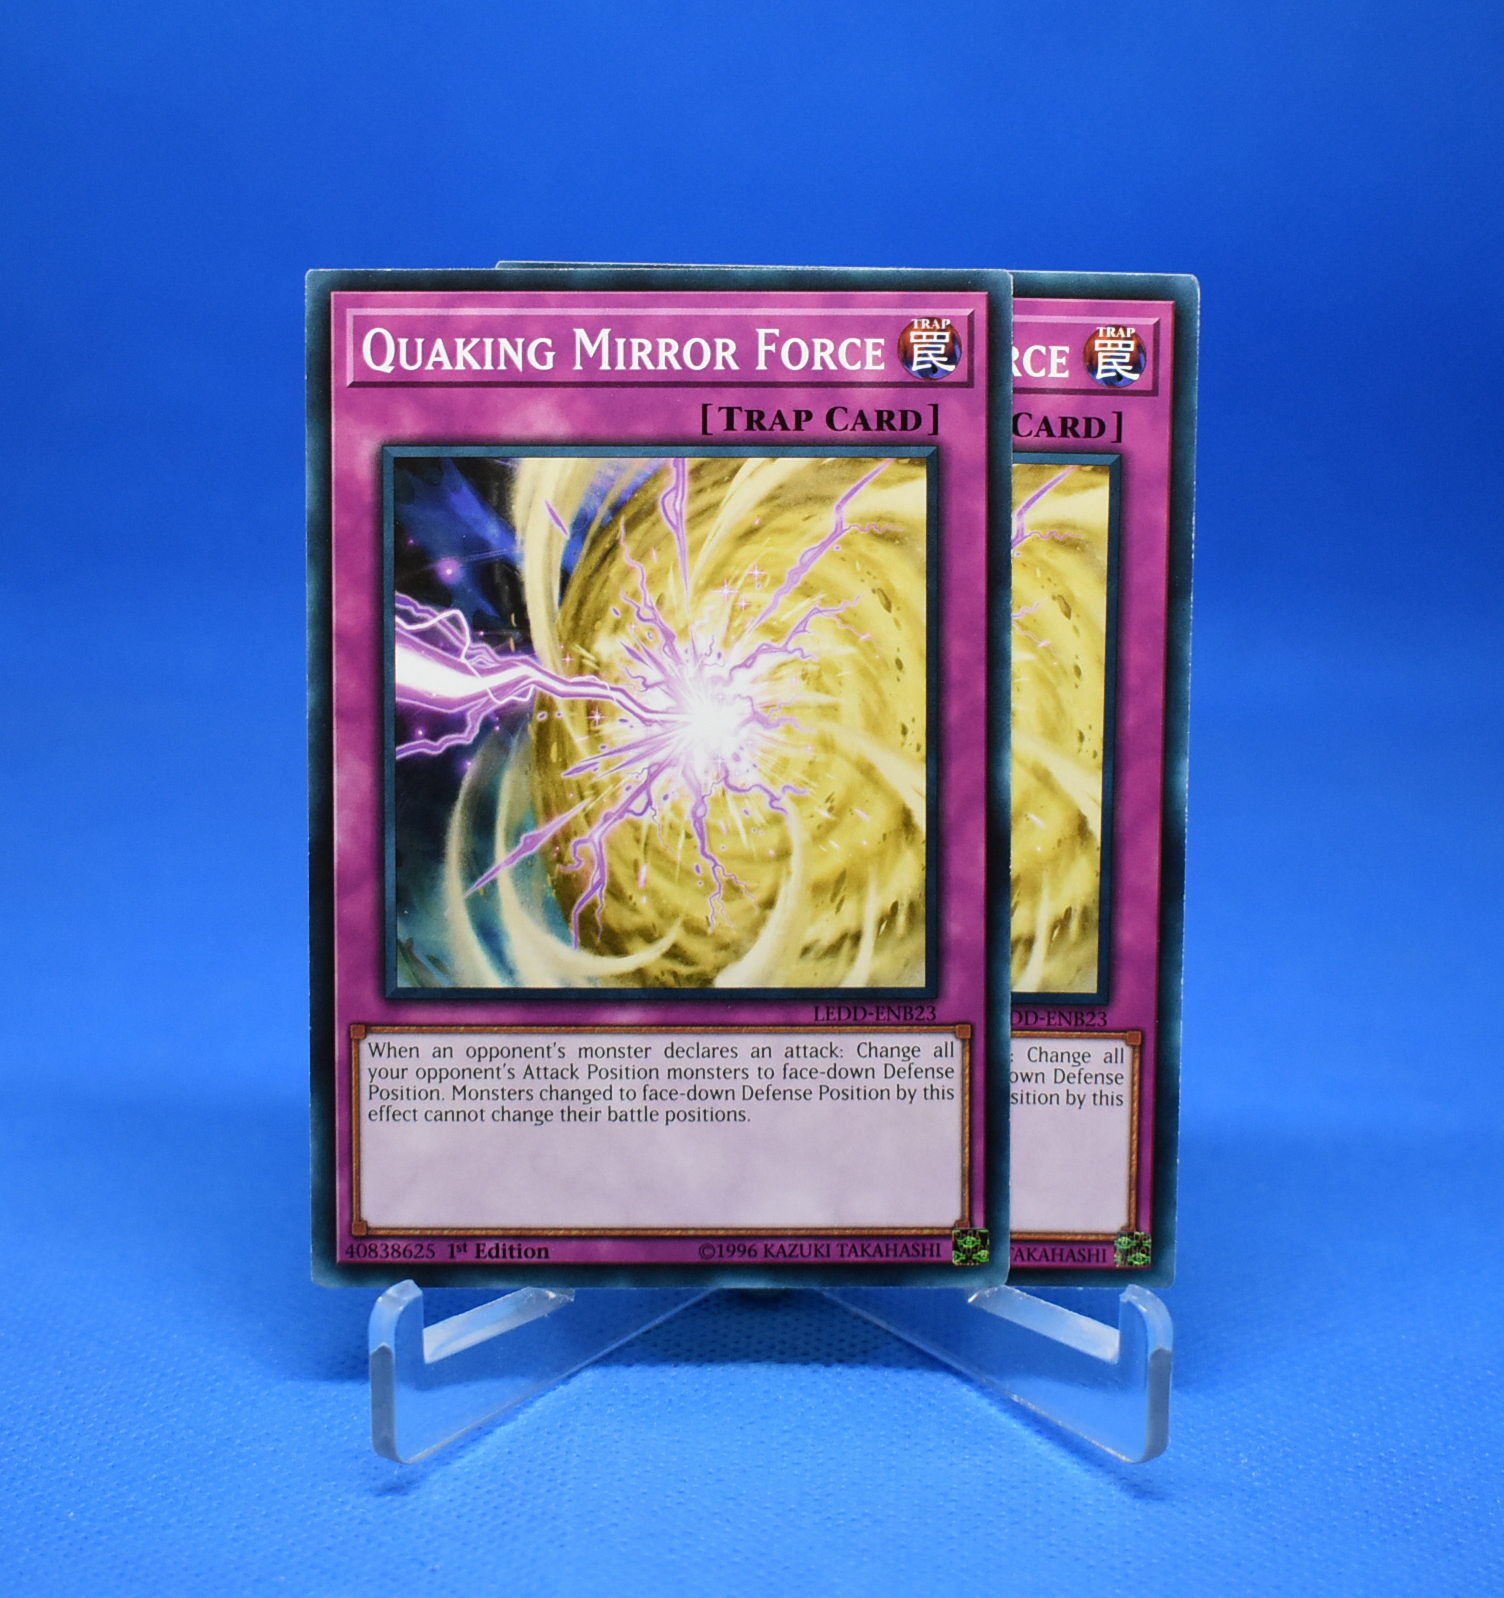 QUAKING MIRROR FORCE
TRAP
罠
[TRAP CARD]
LEDD-ENB23
When an opponent's monster declares an attack: Change all
your opponent's Attack Position monsters to face-down Defense
Position. Monsters changed to face-down Defense Position by this
effect cannot change their battle positions.
40838625 1st Edition
©1996 KAZUKI TAKAHASHI
RCE
TRAP
罠
CARD]
DD-ENB23
: Change all
own Defense
sition by this
TAKAHASHI